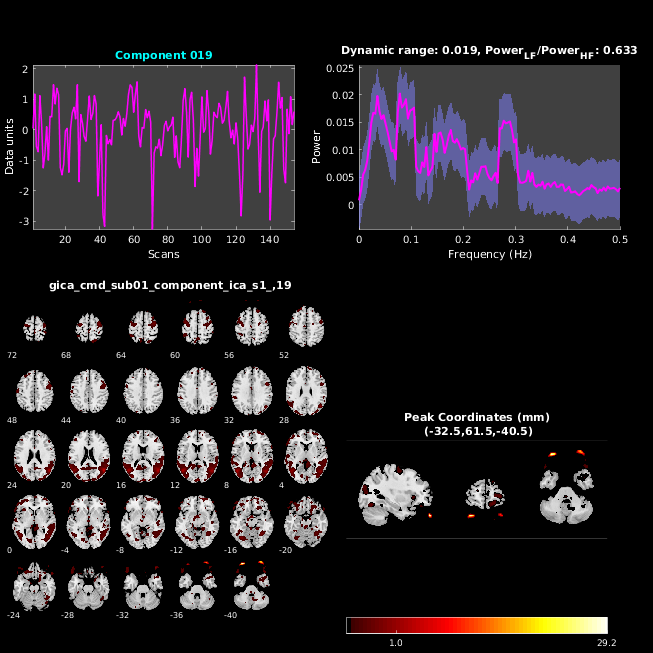 Component 019
2
1
0
-1
-2
-3
Data units
20 40 60 80 100 120 140
Scans
Dynamic range: 0.019, Power_LF/Power_HF: 0.633
0.025
0.02
0.015
0.01
0.005
0
Power
0 0.1 0.2 0.3 0.4 0.5
Frequency (Hz)
gica_cmd_sub01_component_ica_s1_,19
72 68 64 60 56 52
48 44 40 36 32 28
24 20 16 12 8 4
0 -4 -8 -12 -16 -20
-24 -28 -32 -36 -40
Peak Coordinates (mm)
(-32.5,61.5,-40.5)
1.0 29.2